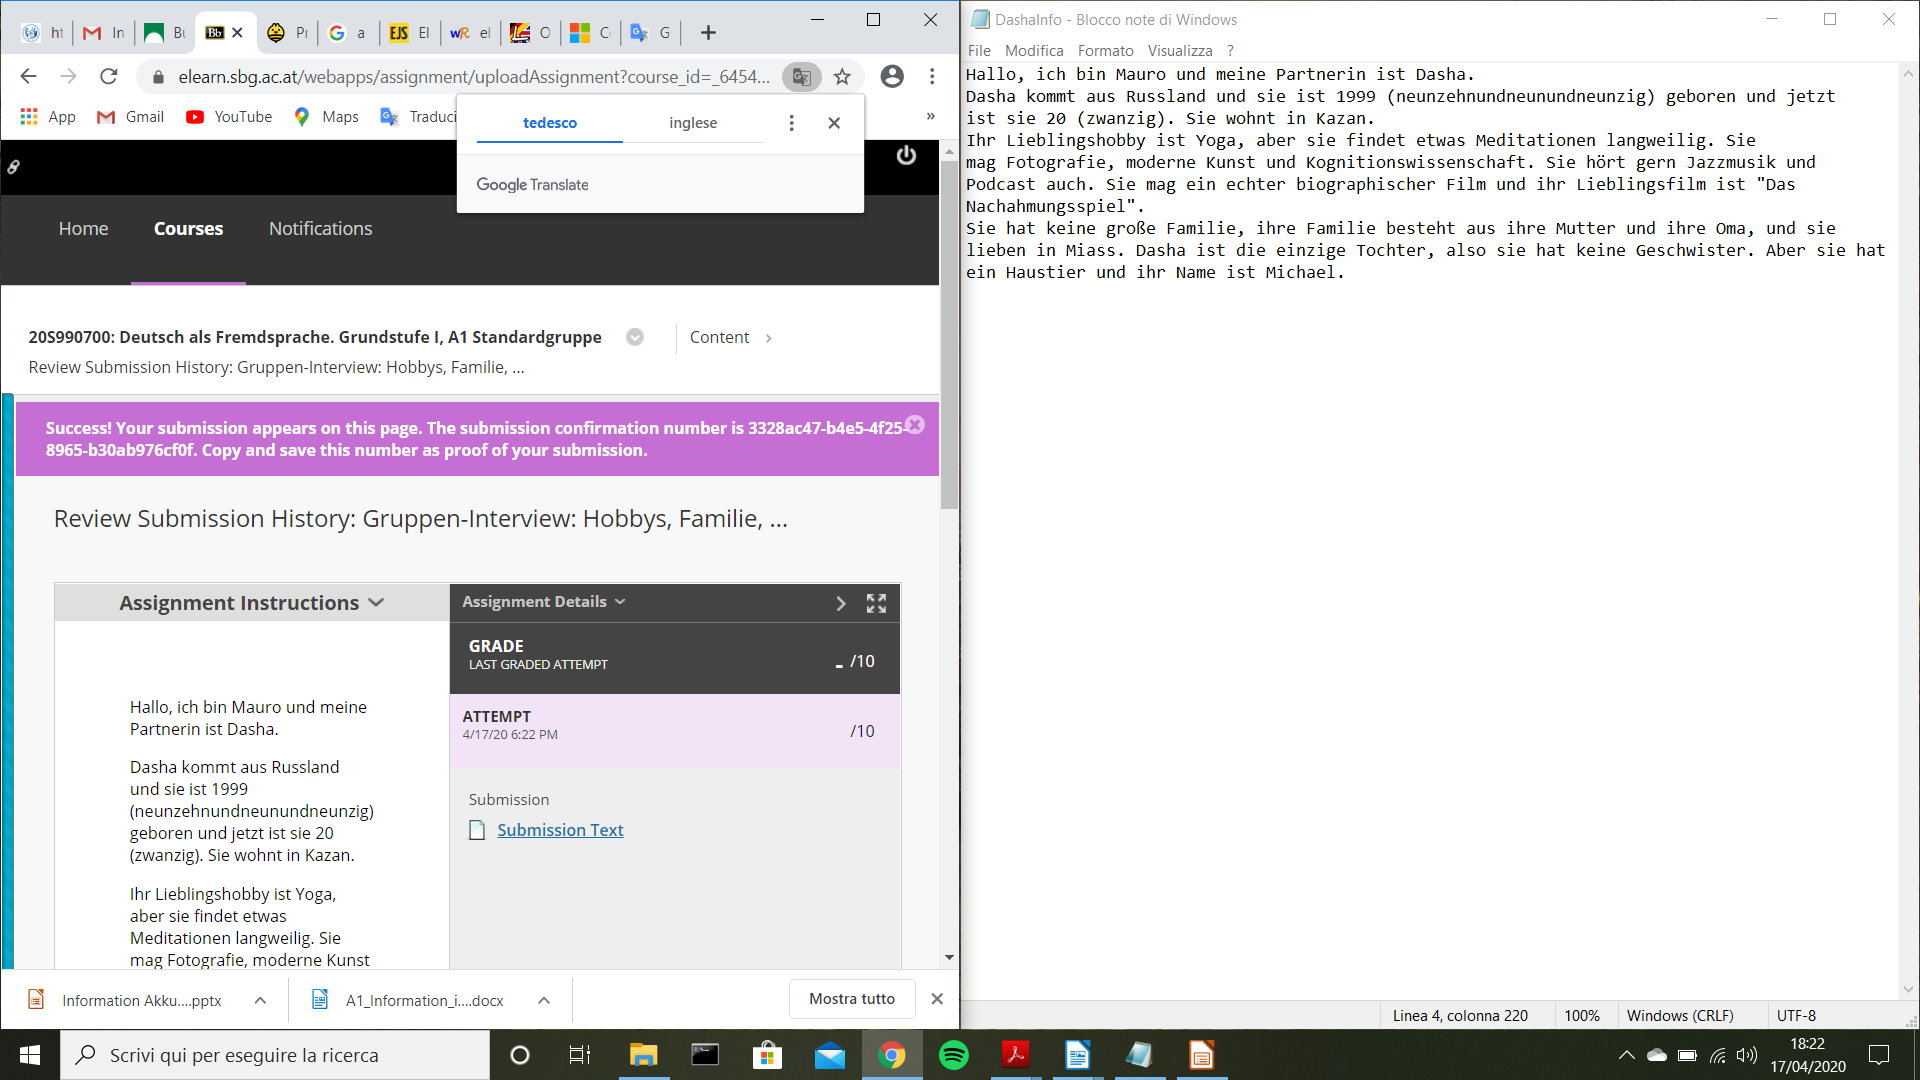 ht
In
Bu
Bb
Pr
a
EJS
El
wR
el
O
C
G
elearn.sbg.ac.at/webapps/assignment/uploadAssignment?course_id=_6454...
App
Gmail
YouTube
Maps
Traduci
»
tedesco
inglese
Google Translate
Home
Courses
Notifications
20S990700: Deutsch als Fremdsprache. Grundstufe I, A1 Standardgruppe
Content
Review Submission History: Gruppen-Interview: Hobbys, Familie, ...
Success! Your submission appears on this page. The submission confirmation number is 3328ac47-b4e5-4f25-
8965-b30ab976cf0f. Copy and save this number as proof of your submission.
Review Submission History: Gruppen-Interview: Hobbys, Familie, ...
Assignment Instructions
Assignment Details
GRADE
LAST GRADED ATTEMPT
- /10
ATTEMPT
4/17/20 6:22 PM
/10
Submission
Submission Text
Hallo, ich bin Mauro und meine
Partnerin ist Dasha.
Dasha kommt aus Russland
und sie ist 1999
(neunzehnundneunundneunzig)
geboren und jetzt ist sie 20
(zwanzig). Sie wohnt in Kazan.
Ihr Lieblingshobby ist Yoga,
aber sie findet etwas
Meditationen langweilig. Sie
mag Fotografie, moderne Kunst
Information Akku....pptx
A1_Information_i....docx
Mostra tutto
DashaInfo - Blocco note di Windows
File
Modifica
Formato
Visualizza
?
Hallo, ich bin Mauro und meine Partnerin ist Dasha.
Dasha kommt aus Russland und sie ist 1999 (neunzehnundneunundneunzig) geboren und jetzt
ist sie 20 (zwanzig). Sie wohnt in Kazan.
Ihr Lieblingshobby ist Yoga, aber sie findet etwas Meditationen langweilig. Sie
mag Fotografie, moderne Kunst und Kognitionswissenschaft. Sie hört gern Jazzmusik und
Podcast auch. Sie mag ein echter biographischer Film und ihr Lieblingsfilm ist "Das
Nachahmungsspiel".
Sie hat keine große Familie, ihre Familie besteht aus ihre Mutter und ihre Oma, und sie
lieben in Miass. Dasha ist die einzige Tochter, also sie hat keine Geschwister. Aber sie hat
ein Haustier und ihr Name ist Michael.
Linea 4, colonna 220
100%
Windows (CRLF)
UTF-8
Scrivi qui per eseguire la ricerca
18:22
17/04/2020